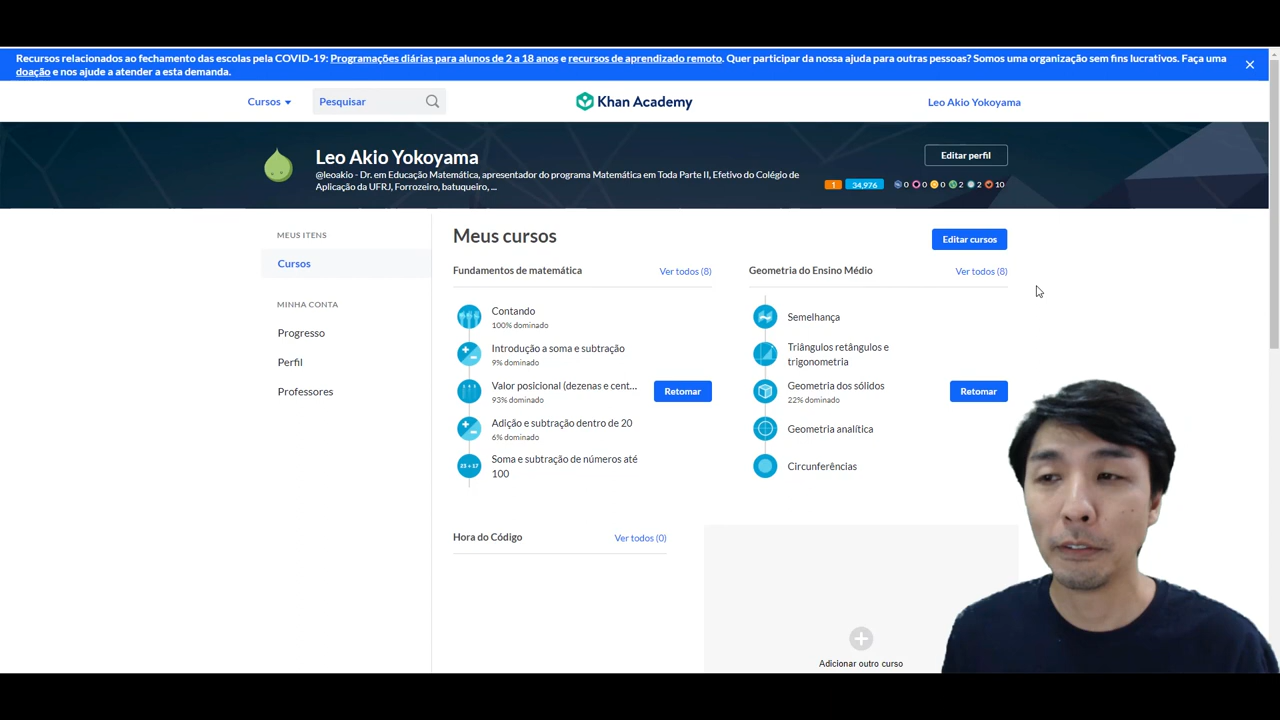 Recursos relacionados ao fechamento das escolas pela COVID-19: Programações diárias para alunos de 2 a 18 anos e recursos de aprendizado remoto. Quer participar da nossa ajuda para outras pessoas? Somos uma organização sem fins lucrativos. Faça uma
doação e nos ajude a atender a esta demanda.
Cursos
Pesquisar
Khan Academy
Leo Akio Yokoyama
Leo Akio Yokoyama
Editar perfil
@leoakio - Dr. em Educação Matemática, apresentador do programa Matemática em Toda Parte II, Efetivo do Colégio de
Aplicação da UFRJ, Forrozeiro, batuqueiro, ...
1 34,976 0 0 0 2 2 10
MEUS ITENS
Cursos
MINHA CONTA
Progresso
Perfil
Professores
Meus cursos
Editar cursos
Fundamentos de matemática
Ver todos (8)
Contando
100% dominado
Introdução a soma e subtração
9% dominado
Valor posicional (dezenas e cent...
93% dominado
Retomar
Adição e subtração dentro de 20
6% dominado
23 + 17
Soma e subtração de números até
100
Geometria do Ensino Médio
Ver todos (8)
Semelhança
Triângulos retângulos e
trigonometria
Geometria dos sólidos
22% dominado
Retomar
Geometria analítica
Circunferências
Hora do Código
Ver todos (0)
Adicionar outro curso